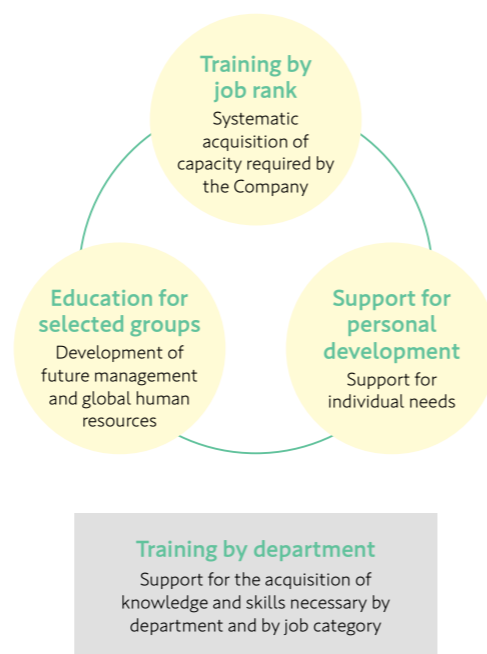 Training by
job rank
Systematic
acquisition of
capacity required by
the Company
Education for
selected groups
Development of
future management
and global human
resources
Support for
personal
development
Support for
individual needs
Training by department
Support for the acquisition of
knowledge and skills necessary by
department and by job category